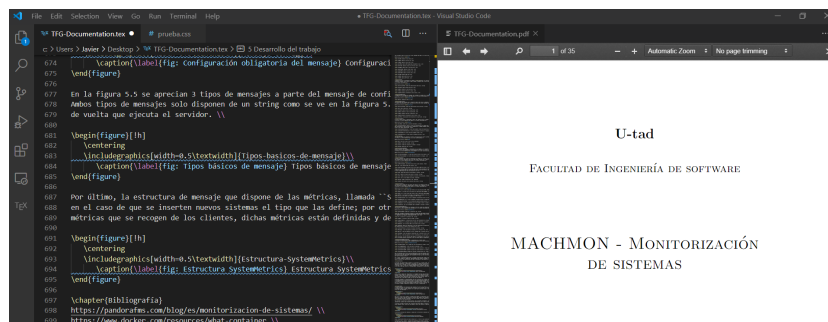 File Edit Selection View Go Run Terminal Help
TFG-Documentation.tex - Visual Studio Code
TFG-Documentation.tex
prueba.css
TFG-Documentation.pdf
c: > Users > Javier > Desktop > TFG-Documentation.tex > 5 Desarrollo del trabajo
1 of 35
Automatic Zoom
No page trimming
674 \caption{\label{fig: Configuración obligatoria del mensaje} Configuraci
675 \end{figure}
676
677 En la figura 5.5 se aprecian 3 tipos de mensajes a parte del mensaje de confi
678 Ambos tipos de mensajes solo disponen de un string como se ve en la figura 5.
679 de vuelta que ejecuta el servidor. \\
680
681 \begin{figure}[!h]
682 \centering
683 \includegraphics[width=0.5\textwidth]{Tipos-basicos-de-mensaje}\\
684 \caption{\label{fig: Tipos básicos de mensaje} Tipos básicos de mensaje
685 \end{figure}
686
687 Por último, la estructura de mensaje que dispone de las métricas, llamada ``S
688 en el caso de que se inserten nuevos sistemas el tipo que las define; por otr
689 métricas que se recogen de los clientes, dichas métricas están definidas y de
690
691 \begin{figure}[!h]
692 \centering
693 \includegraphics[width=0.5\textwidth]{Estructura-SystemMetrics}\\
694 \caption{\label{fig: Estructura SystemMetrics} Estructura SystemMetrics
695 \end{figure}
696
697 \chapter{Bibliografía}
698 https://pandorafms.com/blog/es/monitorizacion-de-sistemas/ \\
699 https://www.docker.com/resources/what-container \\
U-tad
Facultad de Ingeniería de software
MACHMON - Monitorización
de sistemas